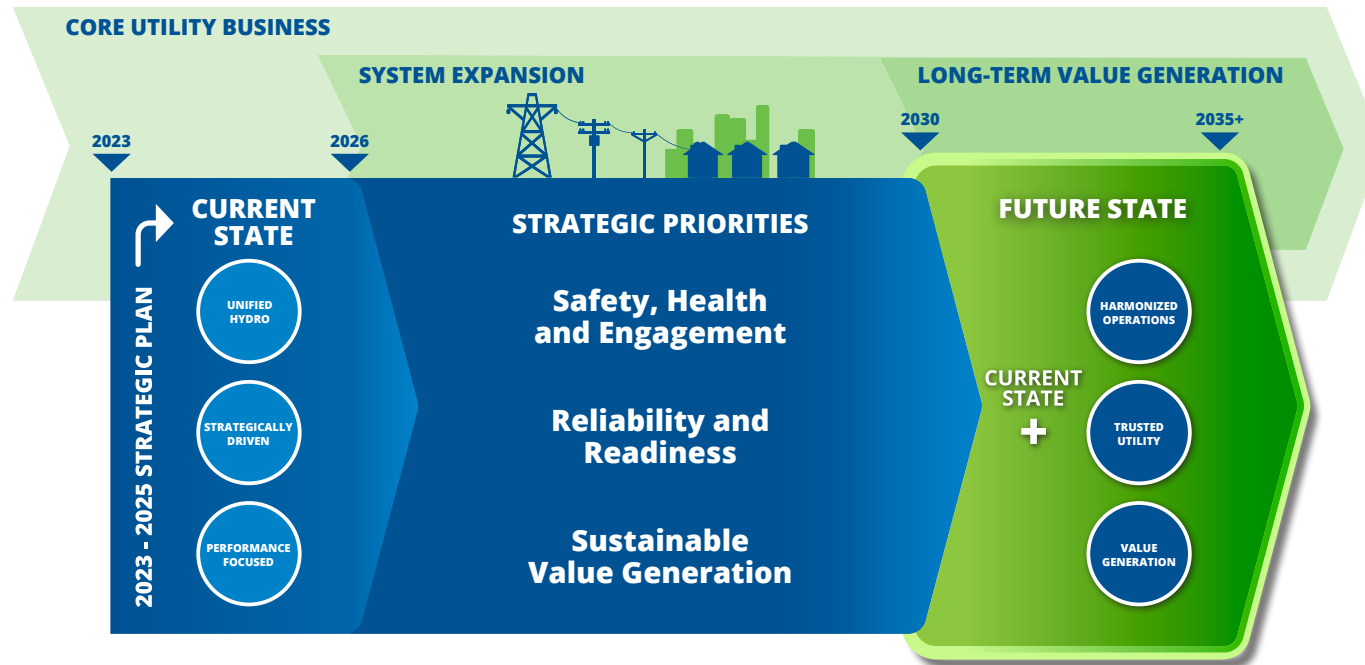 CORE UTILITY BUSINESS
SYSTEM EXPANSION
LONG-TERM VALUE GENERATION
2023
2026
2030
2035+
2023 - 2025 STRATEGIC PLAN
CURRENT
STATE
UNIFIED
HYDRO
STRATEGICALLY
DRIVEN
PERFORMANCE
FOCUSED
STRATEGIC PRIORITIES
Safety, Health
and Engagement
Reliability and
Readiness
Sustainable
Value Generation
FUTURE STATE
CURRENT
STATE
+
HARMONIZED
OPERATIONS
TRUSTED
UTILITY
VALUE
GENERATION